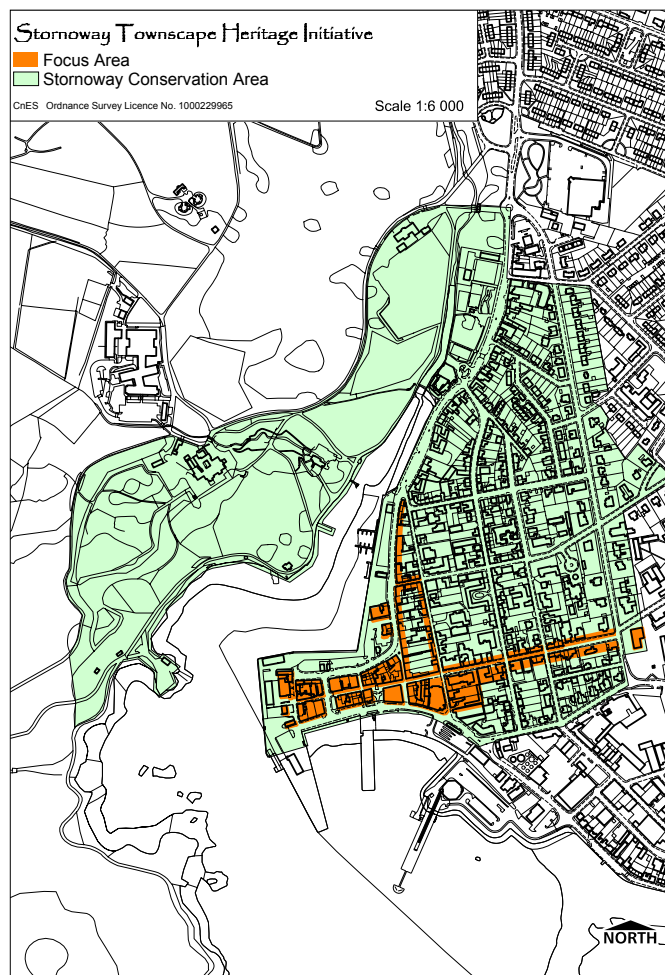 Stornoway Townscape Heritage Initiative
Focus Area
Stornoway Conservation Area
CnES Ordnance Survey Licence No. 1000229965
Scale 1:6 000
NORTH